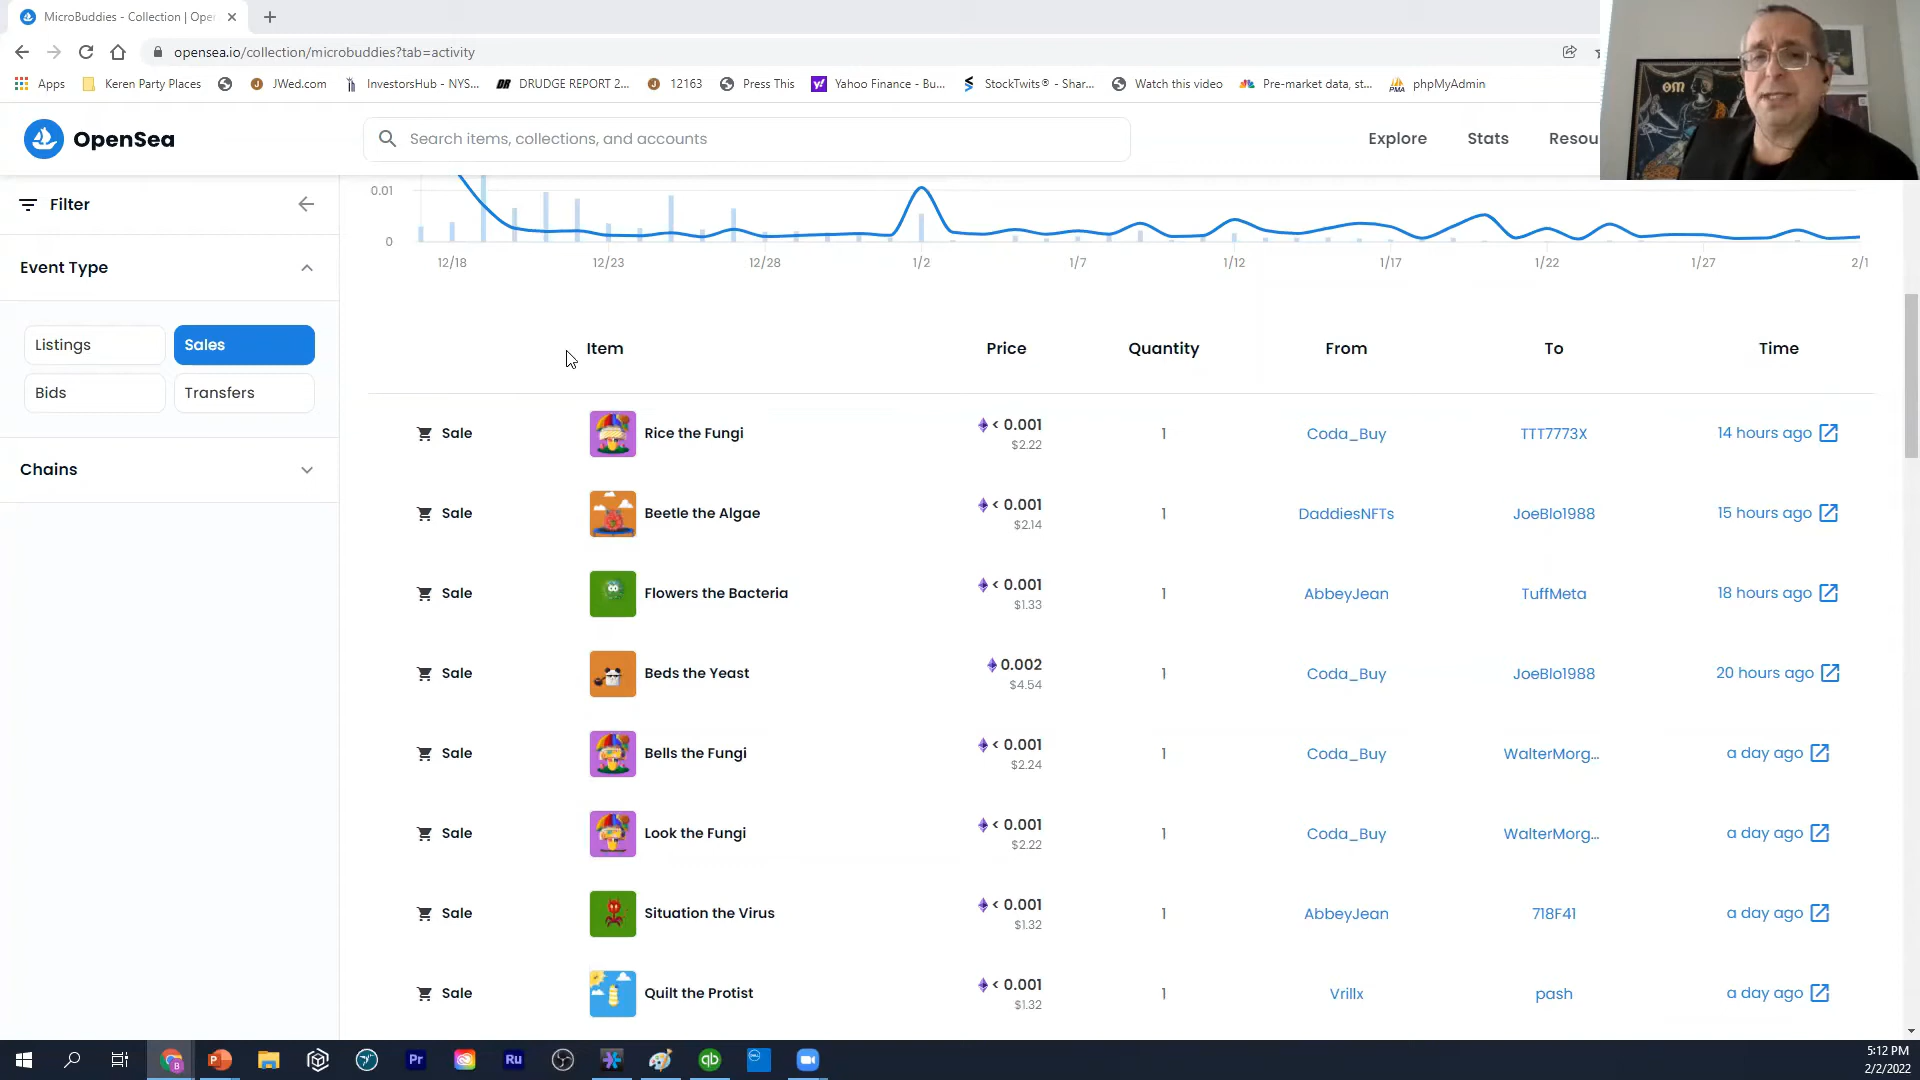 MicroBuddies - Collection | Ope
opensea.io/collection/microbuddies?tab=activity
Apps
Keren Party Places
JWed.com
InvestorsHub - NYS...
DRUDGE REPORT 2...
12163
Press This
Yahoo Finance - Bu...
StockTwits® - Shar...
Watch this video
Pre-market data, st...
phpMyAdmin
OpenSea
Search items, collections, and accounts
Explore
Stats
Resou
Filter
Event Type
Listings
Sales
Bids
Transfers
Chains
0.01
0
12/18
12/23
12/28
1/2
1/7
1/12
1/17
1/22
1/27
2/1
Item Price Quantity From To Time
Sale Rice the Fungi < 0.001 1 Coda_Buy TTT7773X 14 hours ago
$2.22
Sale Beetle the Algae < 0.001 1 DaddiesNFTs JoeBlo1988 15 hours ago
$2.14
Sale Flowers the Bacteria < 0.001 1 AbbeyJean TuffMeta 18 hours ago
$1.33
Sale Beds the Yeast 0.002 1 Coda_Buy JoeBlo1988 20 hours ago
$4.54
Sale Bells the Fungi < 0.001 1 Coda_Buy WalterMorg... a day ago
$2.24
Sale Look the Fungi < 0.001 1 Coda_Buy WalterMorg... a day ago
$2.22
Sale Situation the Virus < 0.001 1 AbbeyJean 718F41 a day ago
$1.32
Sale Quilt the Protist < 0.001 1 Vrillx pash a day ago
$1.32
Pr
Ru
qb
5:12 PM
2/2/2022